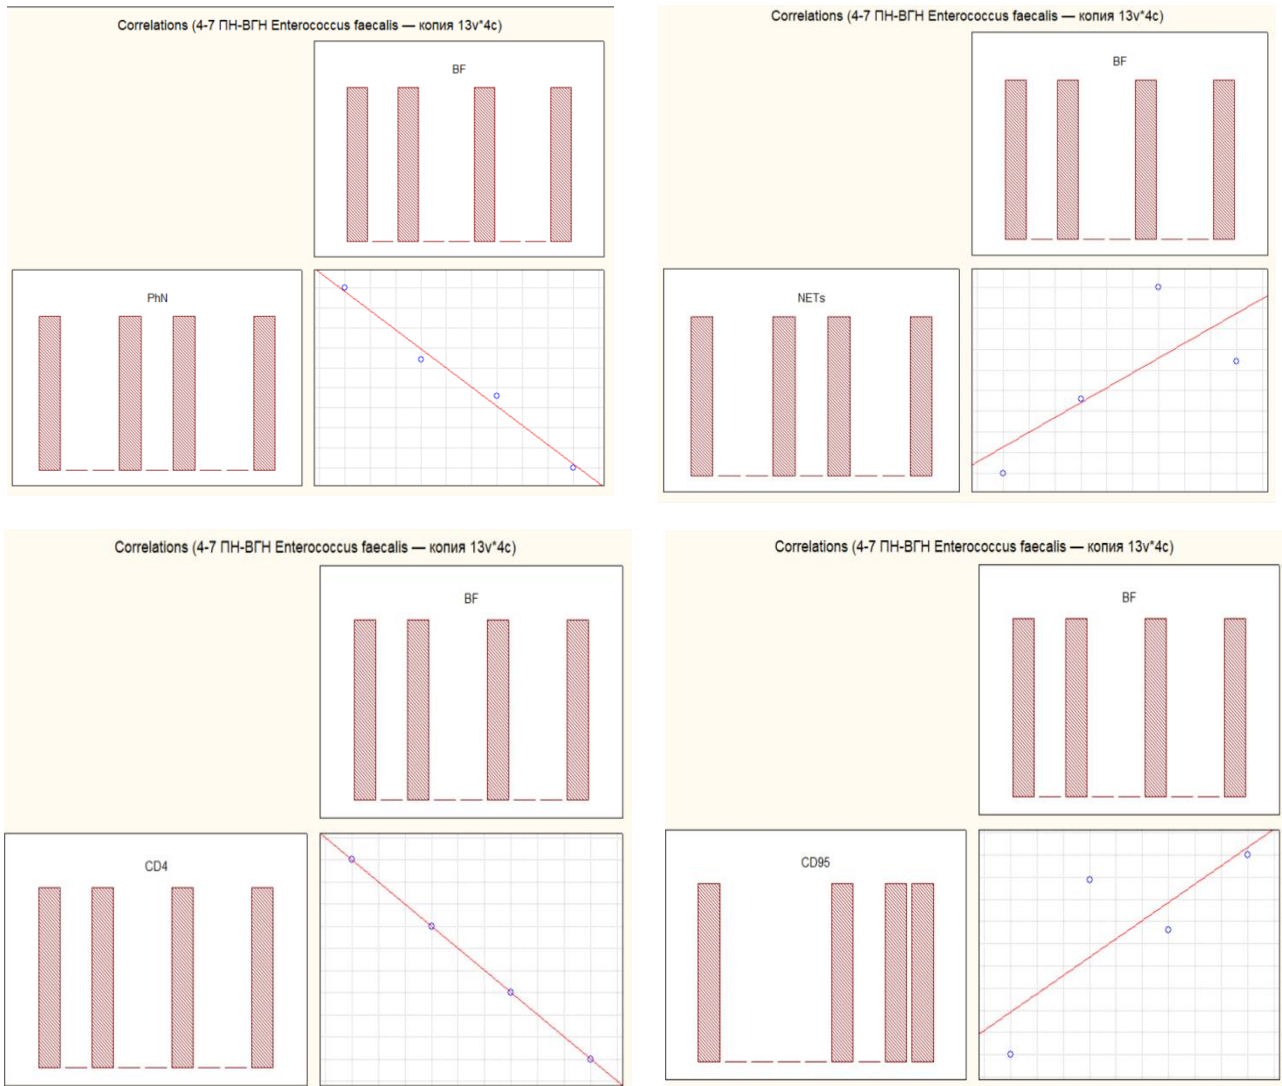 Correlations (4-7 ПН-ВГН Enterococcus faecalis — копия 13v*4c)
BF
PhN
Correlations (4-7 ПН-ВГН Enterococcus faecalis — копия 13v*4c)
BF
NETs
Correlations (4-7 ПН-ВГН Enterococcus faecalis — копия 13v*4c)
BF
CD4
Correlations (4-7 ПН-ВГН Enterococcus faecalis — копия 13v*4c)
BF
CD95